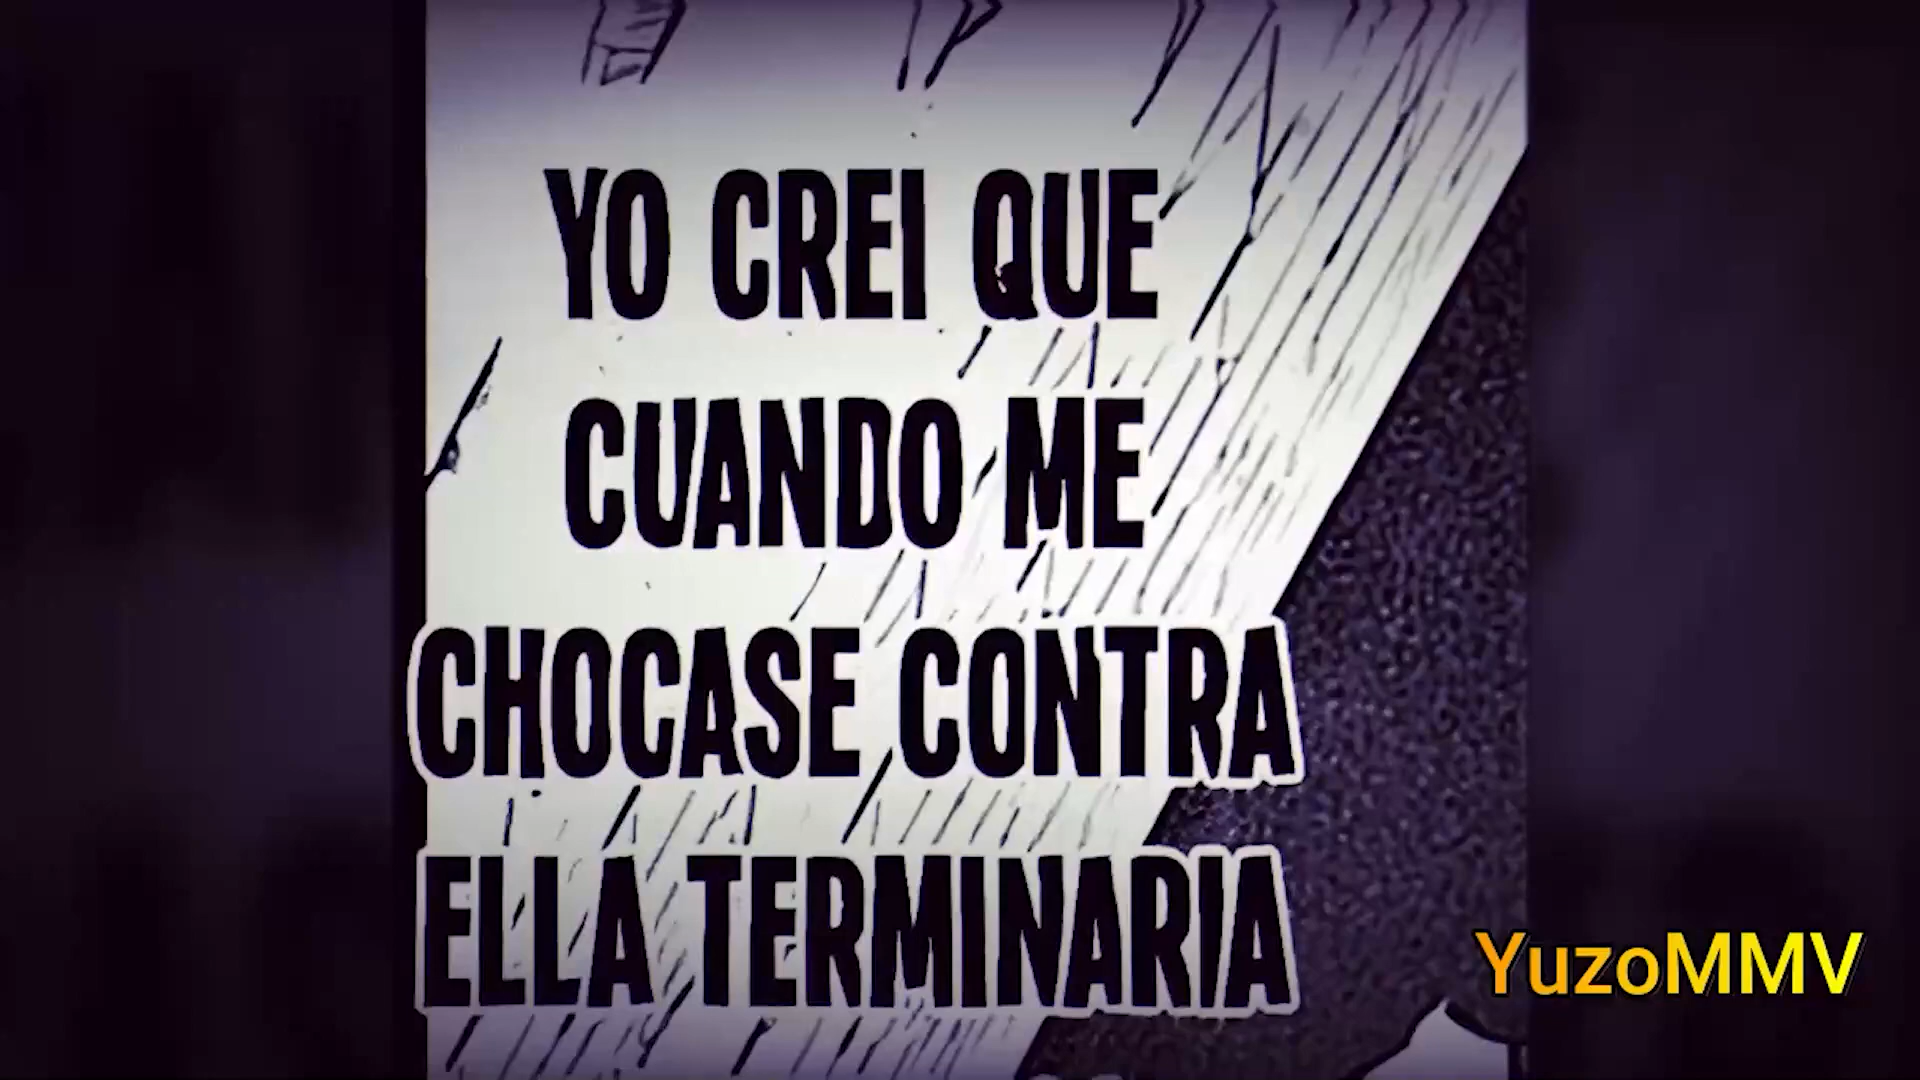 YO CREI QUE
CUANDO ME
CHOCASE CONTRA
ELLA TERMINARIA
YuzoMMV